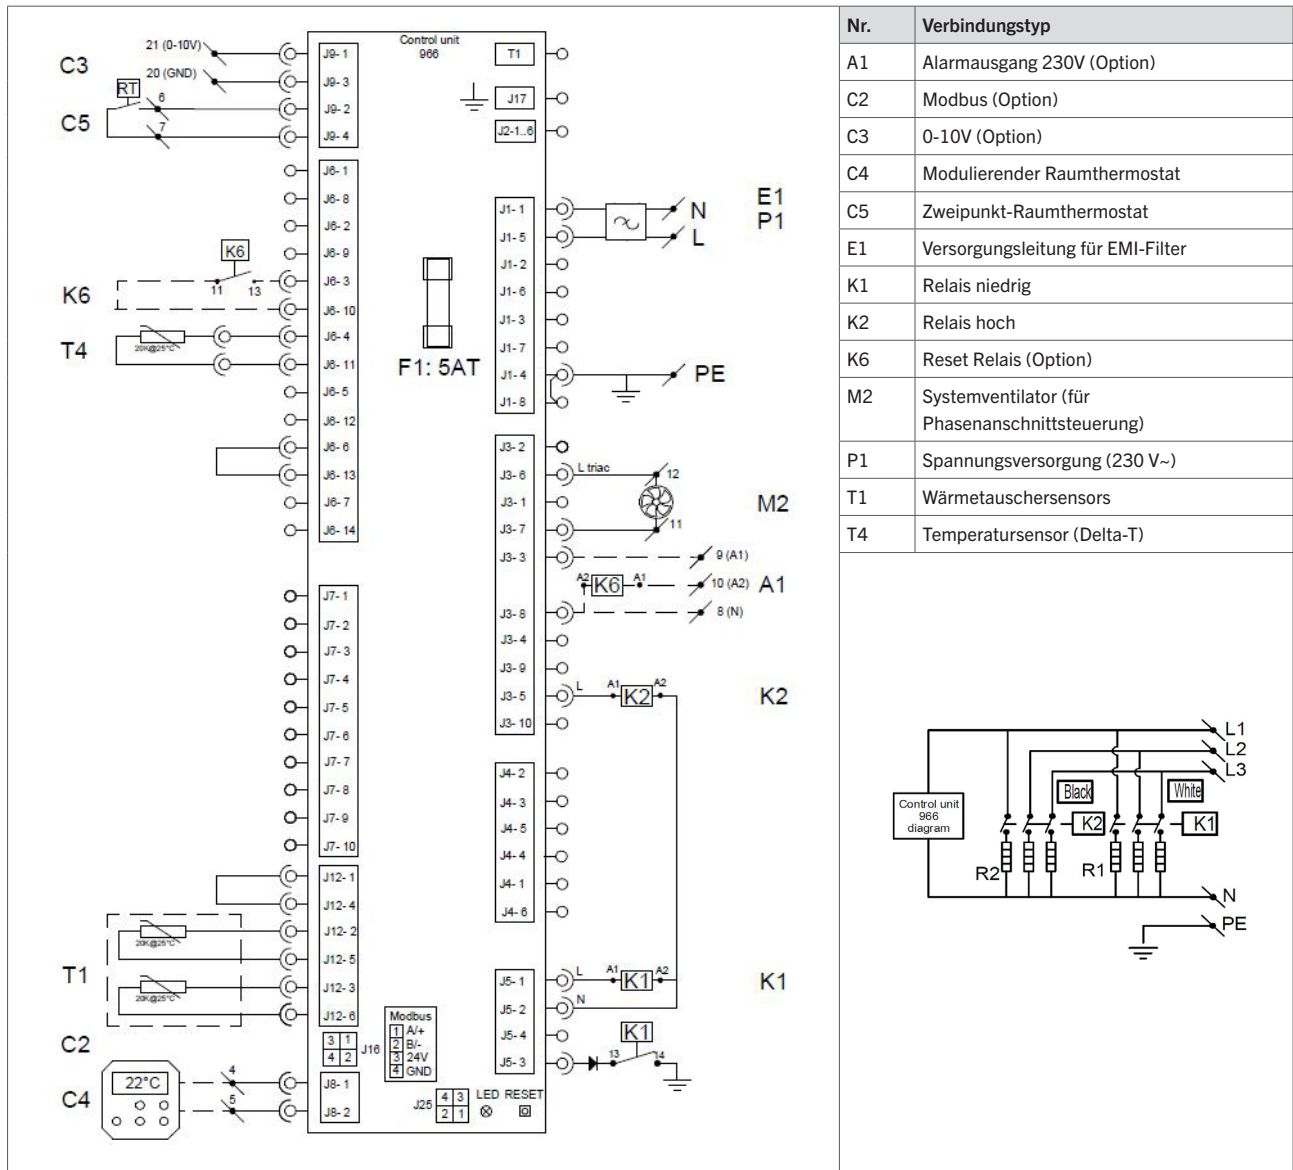 Control unit
966
C3
21 (0-10V)
20 (GND)
RT
C5
6
7
J9- 1
J9- 3
J9- 2
J9- 4
J6- 1
J6- 8
J6- 2
J6- 9
J6- 3
J6- 10
J6- 4
J6- 11
J6- 5
J6- 12
J6- 6
J6- 13
J6- 7
J6- 14
K6
K6
11
13
T4
20K@25°C
J7- 1
J7- 2
J7- 3
J7- 4
J7- 5
J7- 6
J7- 7
J7- 8
J7- 9
J7- 10
J12- 1
J12- 4
J12- 2
J12- 5
J12- 3
J12- 6
T1
20K@25°C
20K@25°C
C2
3 1
4 2
J16
Modbus
1 A/+
2 B/-
3 24V
4 GND
C4
22°C
4
5
J8- 1
J8- 2
J25
4 3
2 1
LED RESET
F1: 5AT
T1
J17
J2-1..6
J1- 1
J1- 5
J1- 2
J1- 6
J1- 3
J1- 7
J1- 4
J1- 8
N
L
E1
P1
PE
J3- 2
J3- 6
J3- 1
J3- 7
J3- 3
J3- 8
J3- 4
J3- 9
J3- 5
J3- 10
L triac
12
11
M2
9 (A1)
A2 K6 A1
10 (A2)
A1
8 (N)
L
A1 K2 A2
K2
J4- 2
J4- 3
J4- 5
J4- 4
J4- 1
J4- 6
J5- 1
J5- 2
J5- 4
J5- 3
L
A1 K1 A2
K1
N
K1
13
14
Nr. Verbindungstyp
A1 Alarmausgang 230V (Option)
C2 Modbus (Option)
C3 0-10V (Option)
C4 Modulierender Raumthermostat
C5 Zweipunkt-Raumthermostat
E1 Versorgungsleitung für EMI-Filter
K1 Relais niedrig
K2 Relais hoch
K6 Reset Relais (Option)
M2 Systemventilator (für
Phasenanschnittsteuerung)
P1 Spannungsversorgung (230 V~)
T1 Wärmetauschersensors
T4 Temperatursensor (Delta-T)
L1
L2
L3
Black
White
Control unit
966
diagram
K2
K1
R2
R1
N
PE